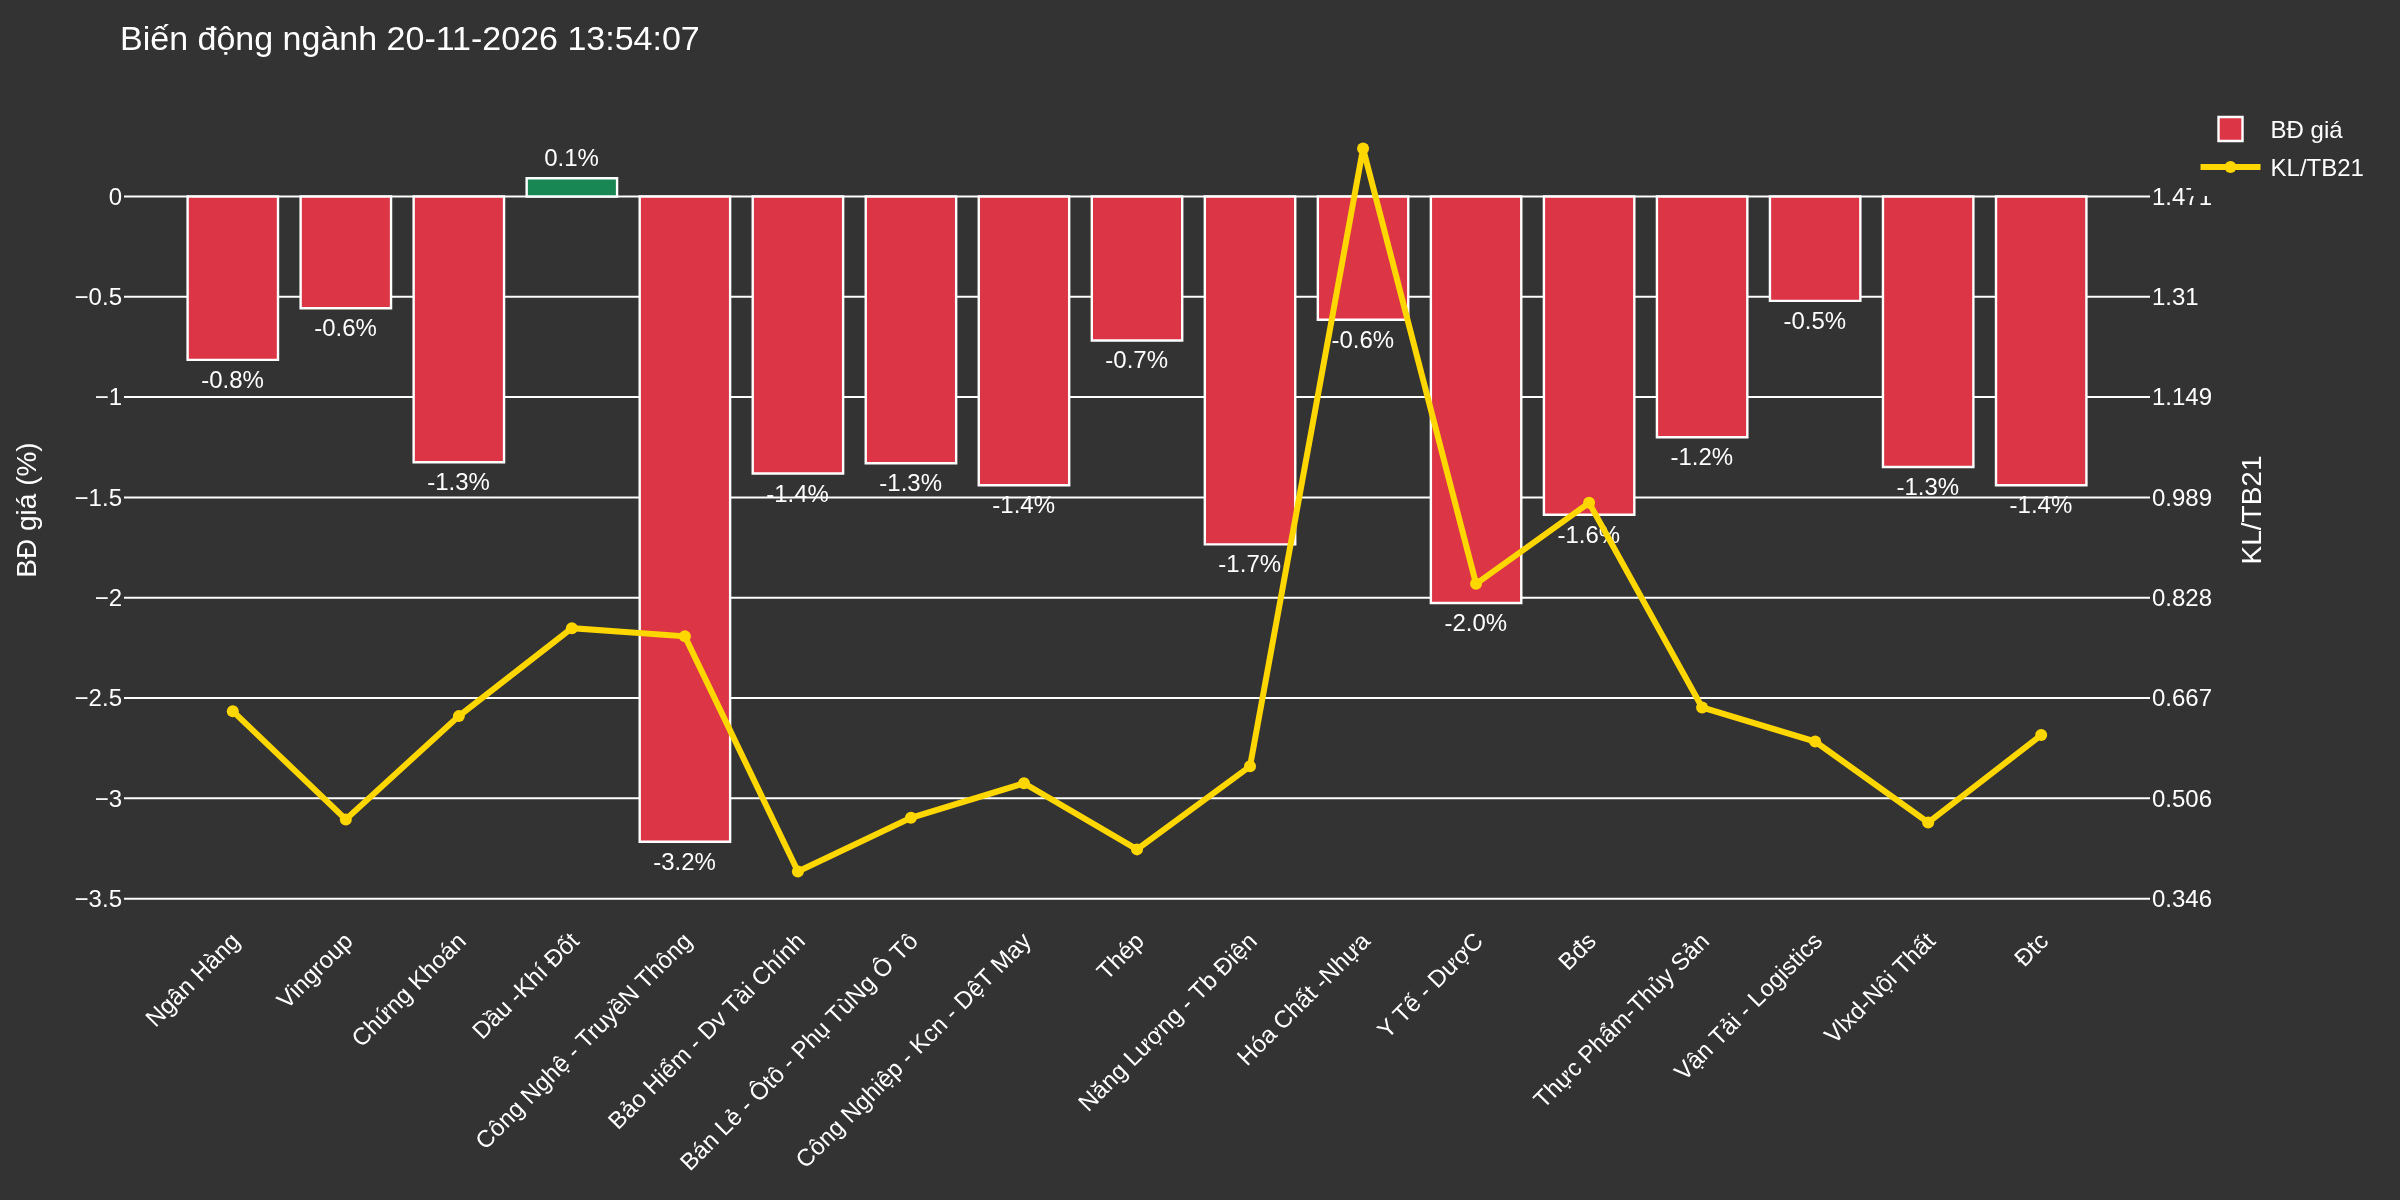 Biến động ngành 20-11-2026 13:54:07
BĐ giá
KL/TB21
0.1%
0
−0.5
−1
−1.5
−2
−2.5
−3
−3.5
BĐ giá (%)
-0.8%
-0.6%
-1.3%
-3.2%
-1.4%
-1.3%
-1.4%
-0.7%
-1.7%
-0.6%
-2.0%
-1.6%
-1.2%
-0.5%
-1.3%
-1.4%
1.471
1.31
1.149
0.989
0.828
0.667
0.506
0.346
KL/TB21
Ngân Hàng
Vingroup
Chứng Khoán
Dầu -Khí Đốt
Công Nghệ - TruyềN Thông
Bảo Hiểm - Dv Tài Chính
Bán Lẻ - Ôtô - Phụ TùNg Ô Tô
Công Nghiệp - Kcn - DệT May
Thép
Năng Lượng - Tb Điện
Hóa Chất -Nhựa
Y Tế - DượC
Bđs
Thực Phẩm-Thủy Sản
Vận Tải - Logistics
Vlxd-Nội Thất
Đtc